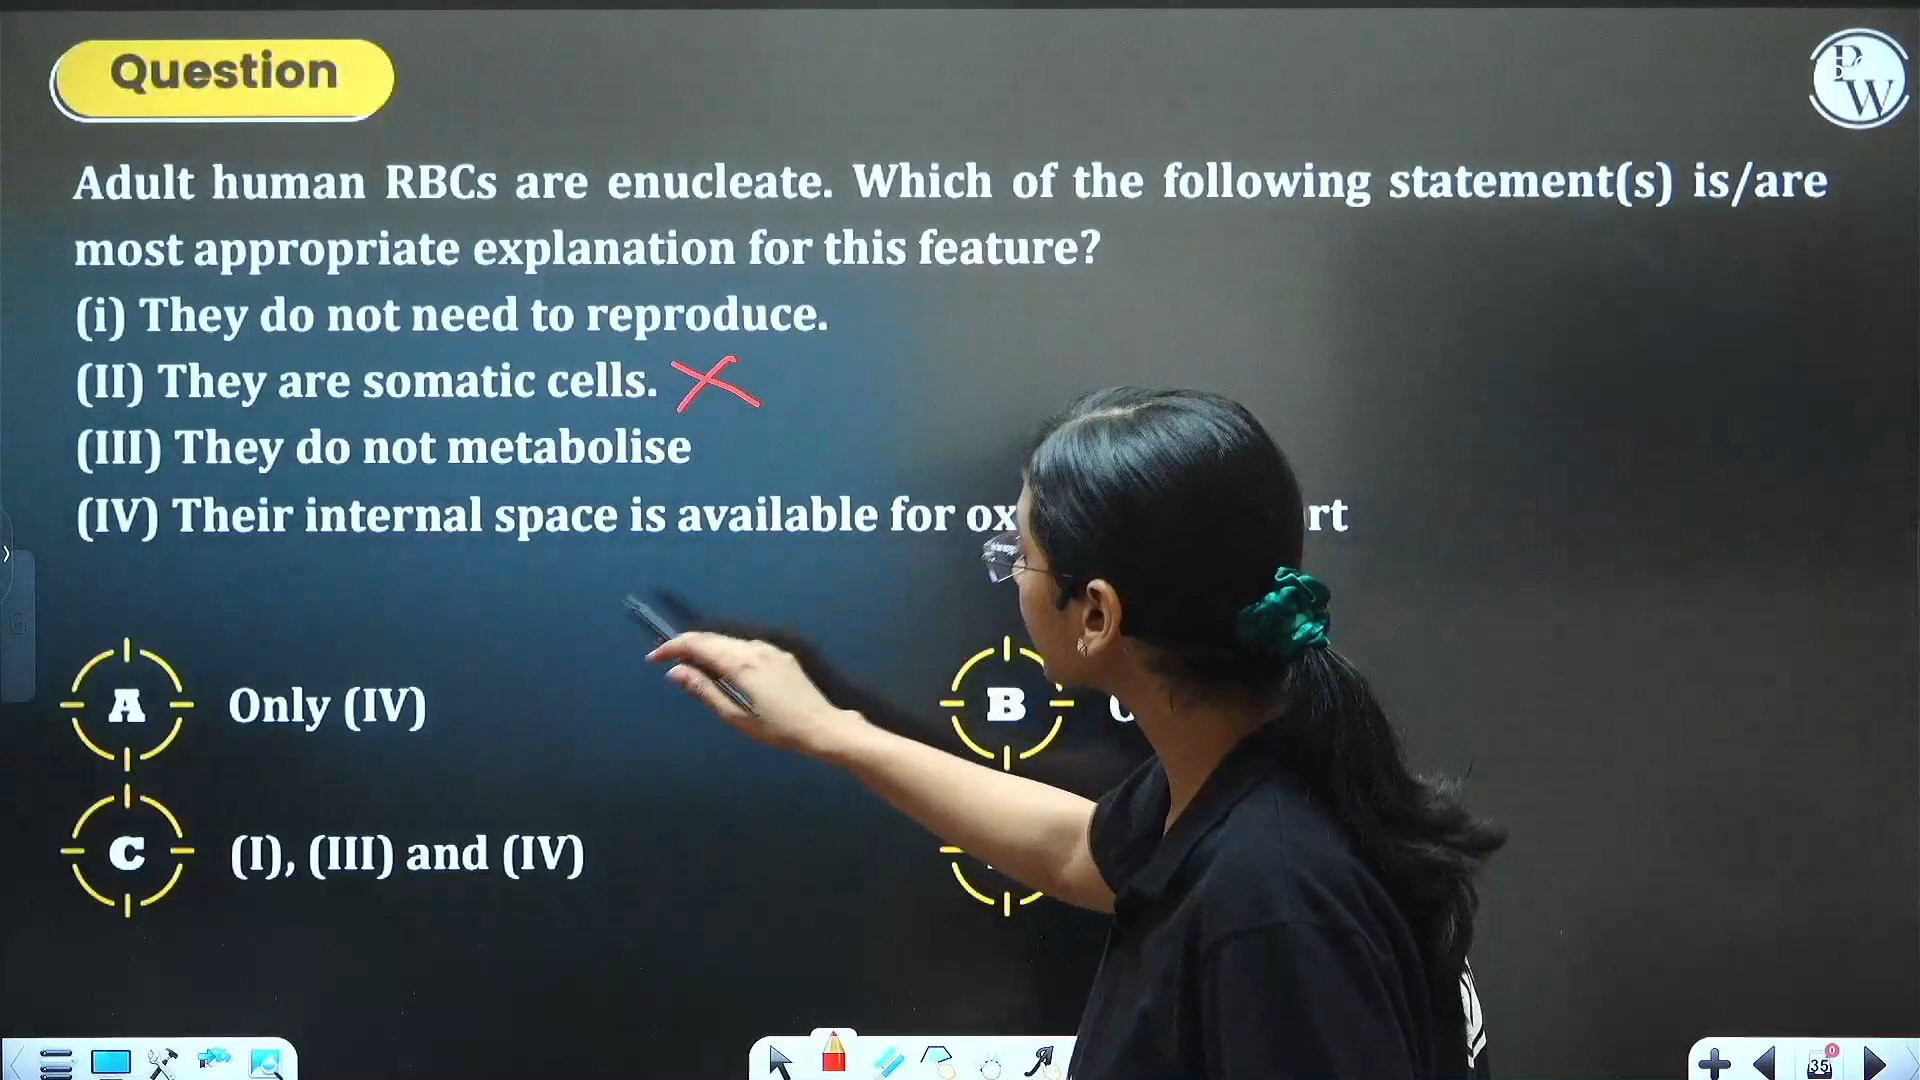 Question
PW
Adult human RBCs are enucleate. Which of the following statement(s) is/are
most appropriate explanation for this feature?
(i) They do not need to reproduce.
(II) They are somatic cells.
(III) They do not metabolise
(IV) Their internal space is available for
A Only (IV)
B
C (I), (III) and (IV)
35
0